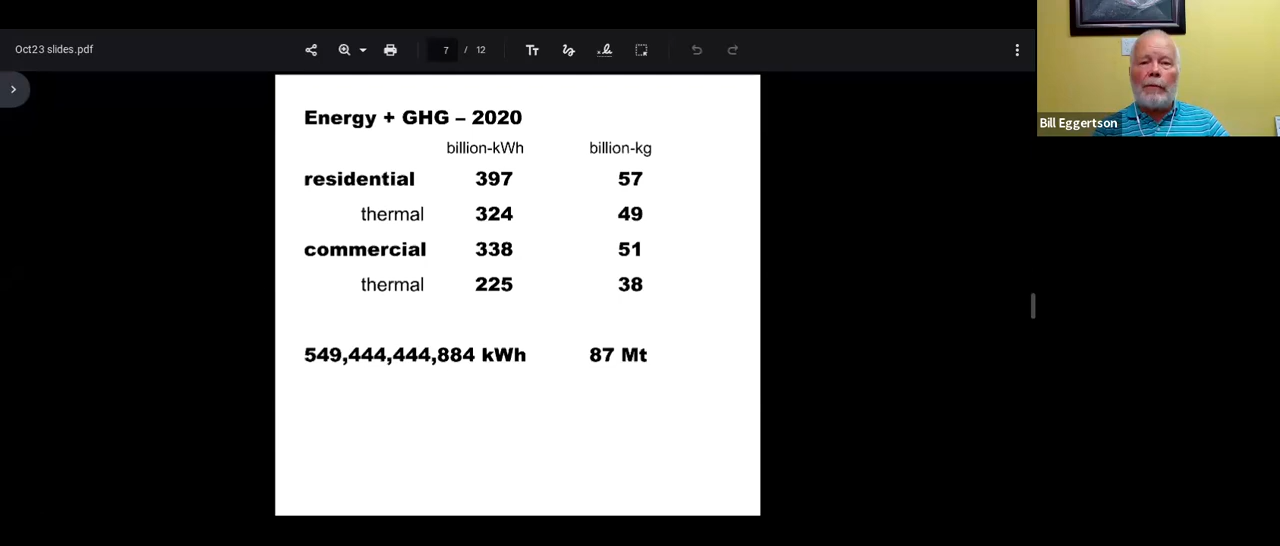 Oct23 slides.pdf
7 / 12
Bill Eggertson
Energy + GHG – 2020
billion-kWh billion-kg
residential 397 57
thermal 324 49
commercial 338 51
thermal 225 38
549,444,444,884 kWh 87 Mt